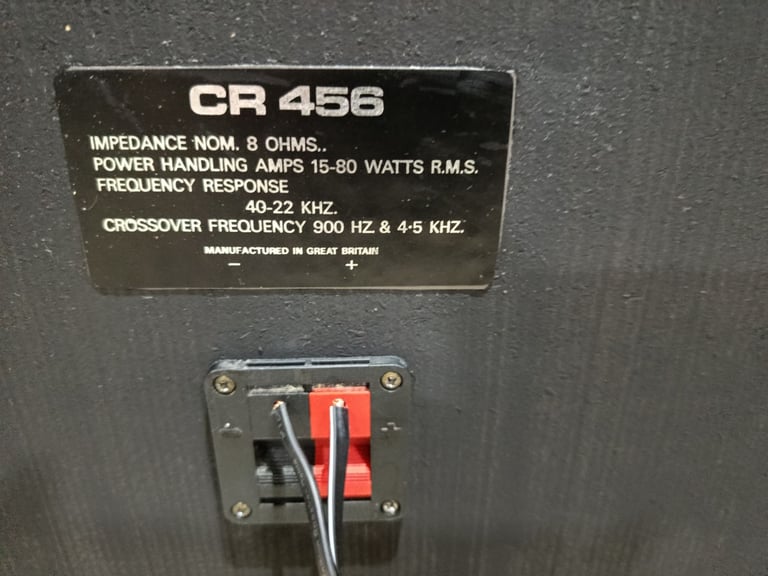 CR 456
IMPEDANCE NOM. 8 OHMS..
POWER HANDLING AMPS 15-80 WATTS R.M.S.
FREQUENCY RESPONSE
40-22 KHZ.
CROSSOVER FREQUENCY 900 HZ & 4·5 KHZ.
MANUFACTURED IN GREAT BRITAIN
− +